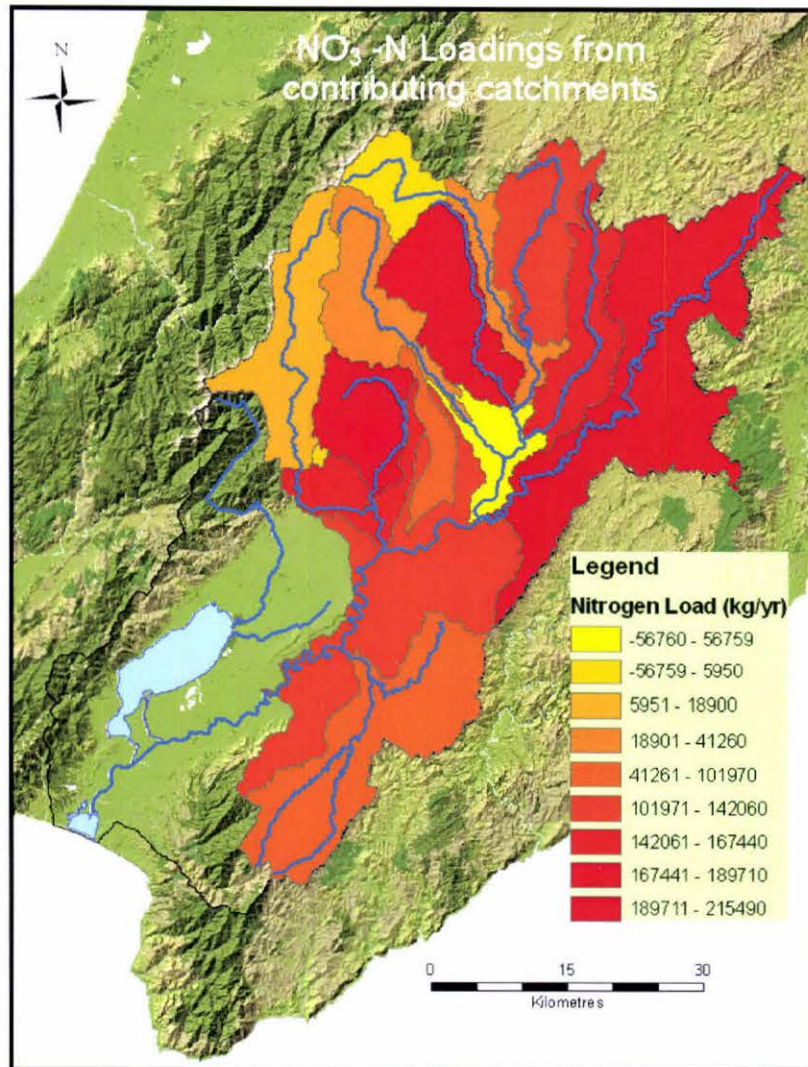 NO₃ -N Loadings from
contributing catchments
N
Legend
Nitrogen Load (kg/yr)
-56760 - 56759
-56759 - 5950
5951 - 18900
18901 - 41260
41261 - 101970
101971 - 142060
142061 - 167440
167441 - 189710
189711 - 215490
0 15 30
Kilometres